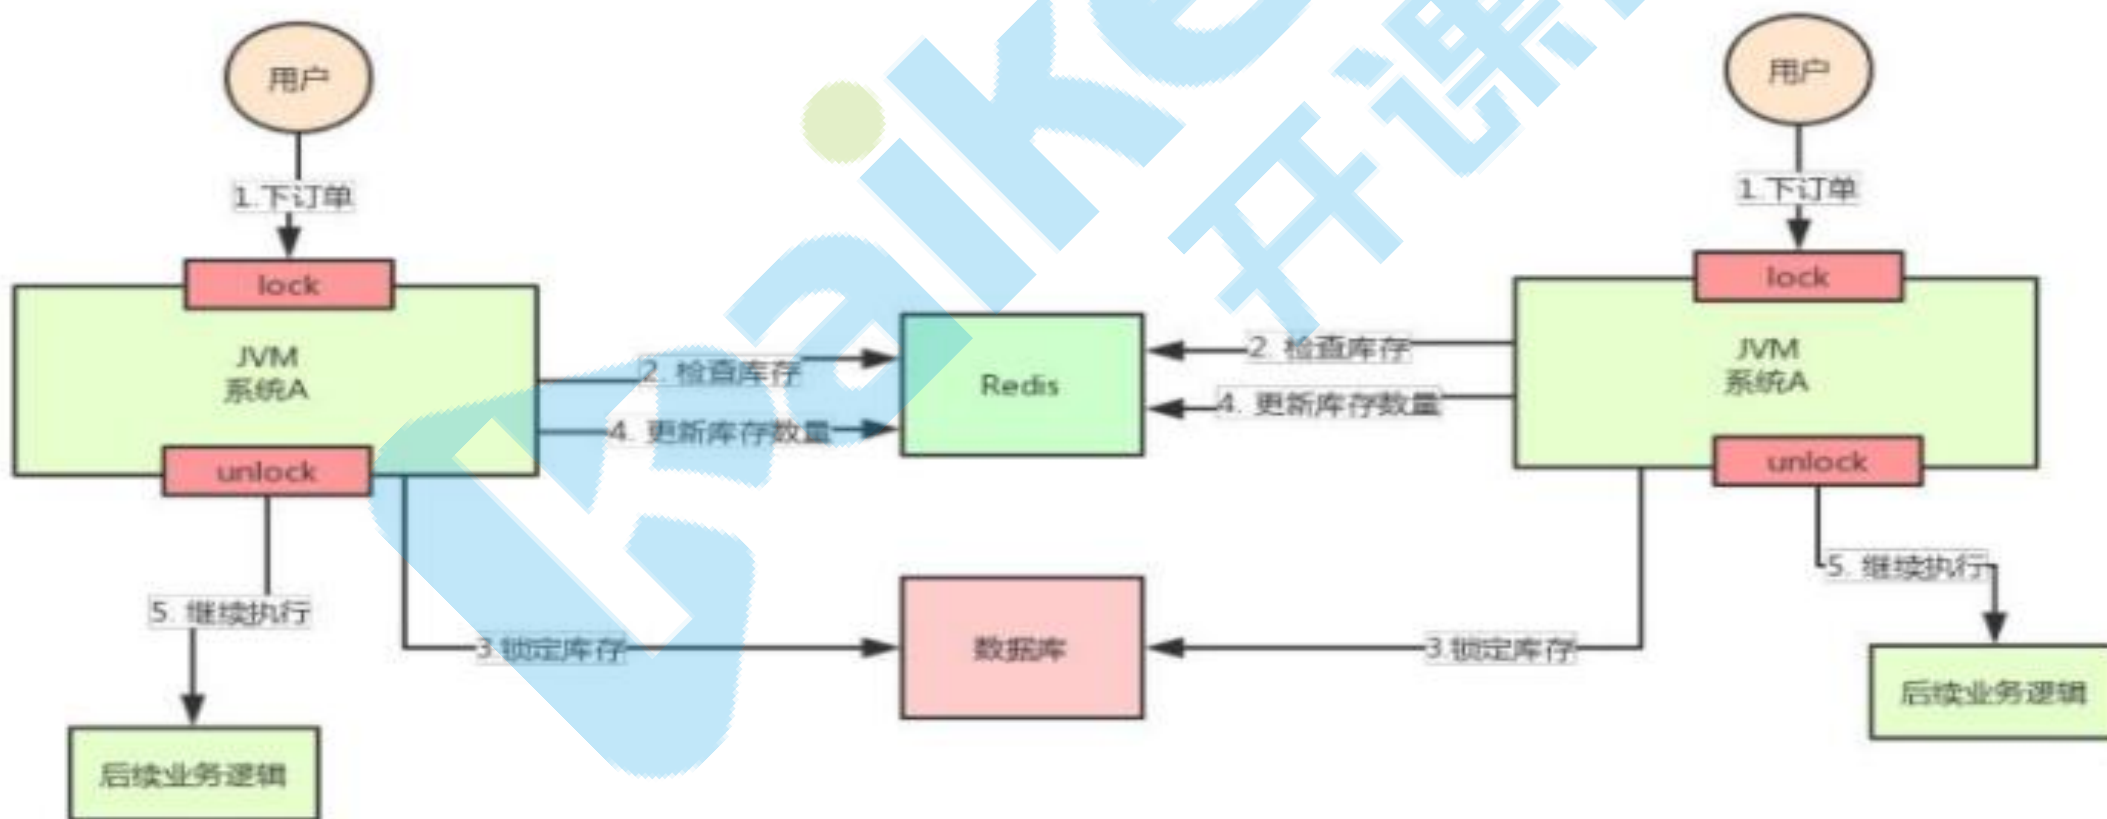 用户
用户
1.下订单
1.下订单
lock
lock
JVM
系统A
JVM
系统A
2. 检查库存
2. 检查库存
Redis
4. 更新库存数量
4. 更新库存数量
unlock
unlock
5. 继续执行
5. 继续执行
3.锁定库存
数据库
3.锁定库存
后续业务逻辑
后续业务逻辑
kaike
开课